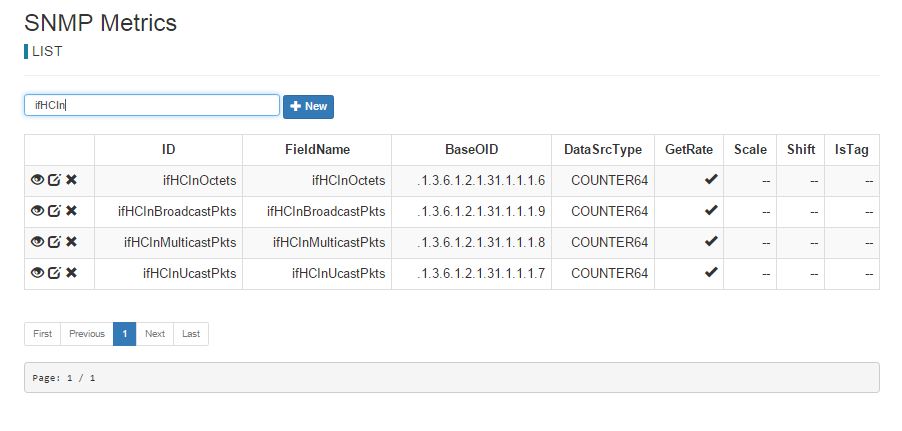 SNMP Metrics
LIST
ifHCIn
New
ID FieldName BaseOID DataSrcType GetRate Scale Shift IsTag
ifHCInOctets ifHCInOctets .1.3.6.1.2.1.31.1.1.1.6 COUNTER64 -- -- --
ifHCInBroadcastPkts ifHCInBroadcastPkts .1.3.6.1.2.1.31.1.1.1.9 COUNTER64 -- -- --
ifHCInMulticastPkts ifHCInMulticastPkts .1.3.6.1.2.1.31.1.1.1.8 COUNTER64 -- -- --
ifHCInUcastPkts ifHCInUcastPkts .1.3.6.1.2.1.31.1.1.1.7 COUNTER64 -- -- --
First Previous 1 Next Last
Page: 1 / 1